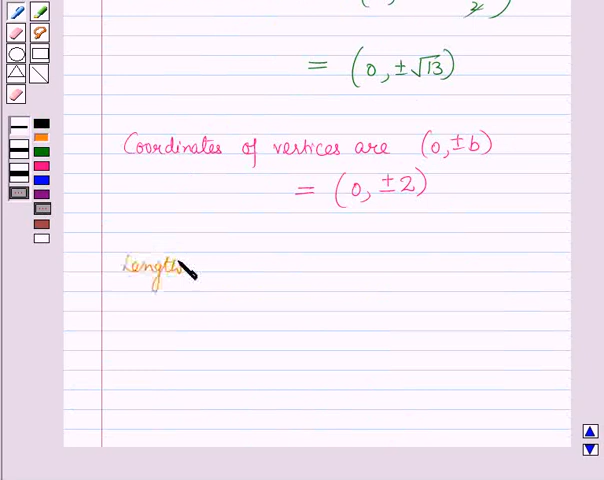 = (0, ±√13)
Coordinates of vertices are (0, ±b)
= (0, ±2)
Length